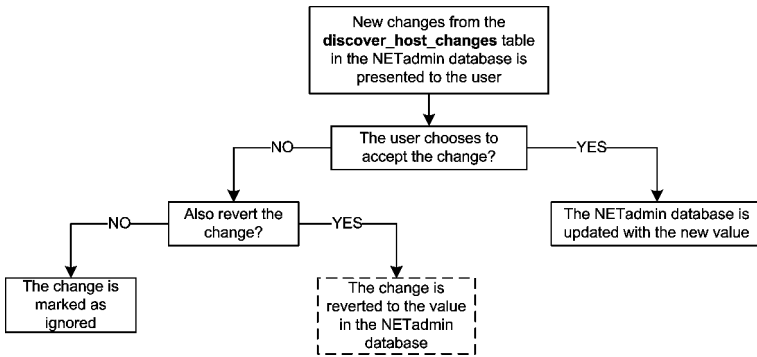 New changes from the
discover_host_changes table
in the NETadmin database is
presented to the user
The user chooses to
accept the change?
NO
YES
Also revert the
change?
The NETadmin database is
updated with the new value
NO
YES
The change is
marked as
ignored
The change is
reverted to the value
in the NETadmin
database